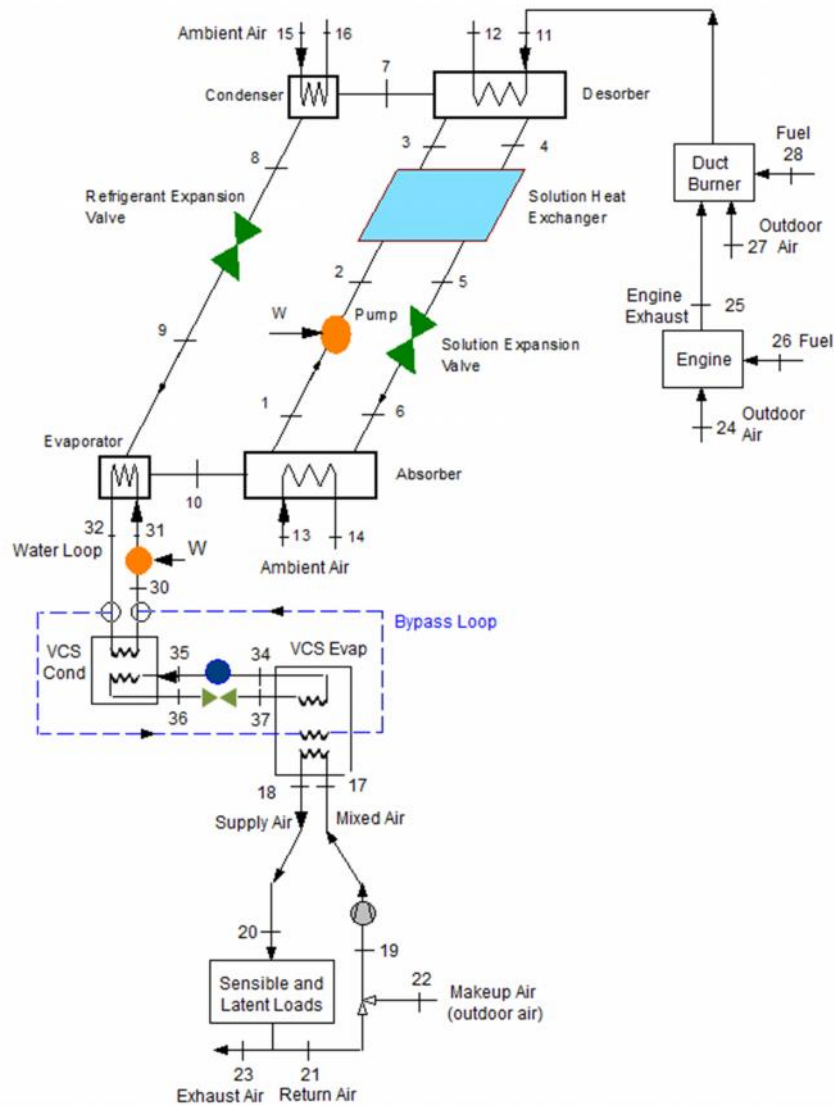 Ambient Air
15
16
12
11
7
Condenser
Desorber
3
4
8
Fuel
28
Duct
Burner
Refrigerant Expansion
Valve
Solution Heat
Exchanger
Outdoor
Air
27
2
5
Engine
Exhaust
25
W
Pump
9
Solution Expansion
Valve
26 Fuel
Engine
1
6
24
Outdoor
Air
Evaporator
Absorber
10
32
31
13
14
Water Loop
W
Ambient Air
30
Bypass Loop
VCS
Cond
35
34
VCS Evap
36
37
18
17
Supply Air
Mixed Air
20
19
Sensible and
Latent Loads
22
Makeup Air
(outdoor air)
23
21
Exhaust Air
Return Air